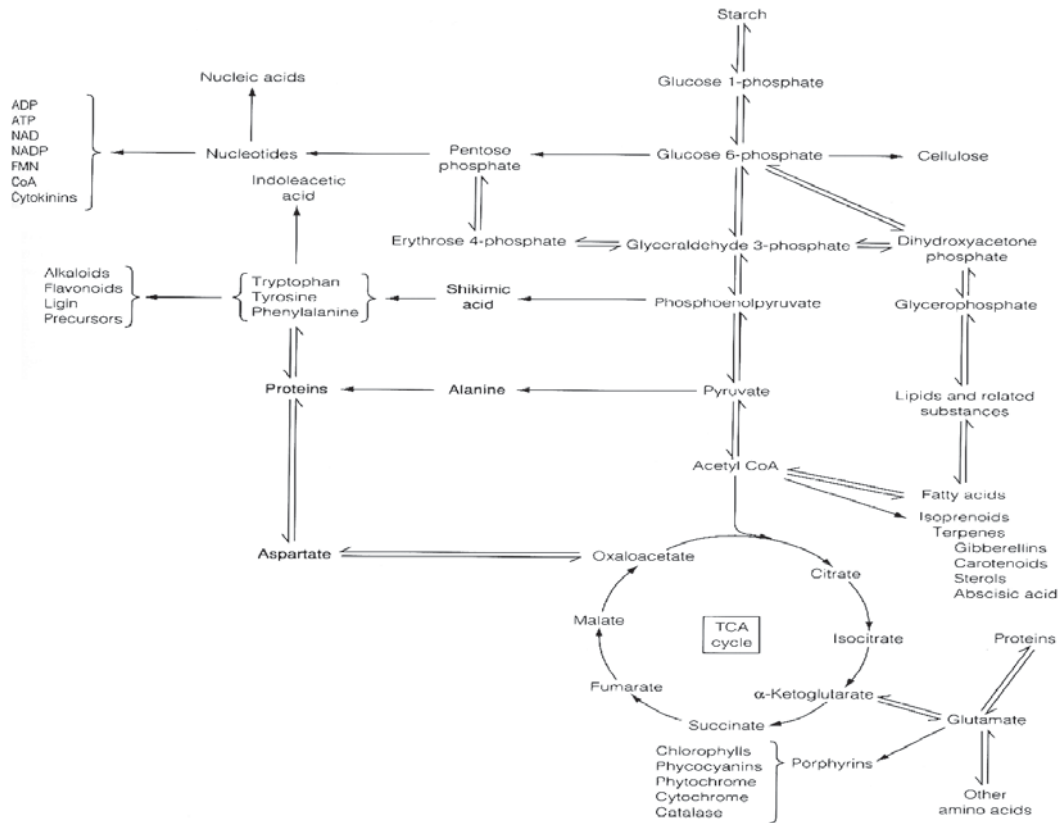 Starch
Glucose 1-phosphate
Nucleic acids
ADP
ATP
NAD
NADP
FMN
CoA
Cytokinins
Nucleotides
Pentoso
phosphate
Glucose 6-phosphate
Cellulose
Indoleacetic
acid
Erythrose 4-phosphate
Glyceraldehyde 3-phosphate
Dihydroxyacetone
phosphate
Alkaloids
Flavonoids
Ligin
Precursors
Tryptophan
Tyrosine
Phenylalanine
Shikimic
acid
Phosphoenolpyruvate
Glycerophosphate
Proteins
Alanine
Pyruvate
Lipids and related
substances
Acetyl CoA
Fatty acids
Isoprenoids
Terpenes
Gibberellins
Carotenoids
Sterols
Abscisic acid
Aspartate
Oxaloacetate
Citrate
Malate
TCA
cycle
Isocitrate
Proteins
Fumarate
α-Ketoglutarate
Succinate
Glutamate
Chlorophylls
Phycocyanins
Phytochrome
Cytochrome
Catalase
Porphyrins
Other
amino acids